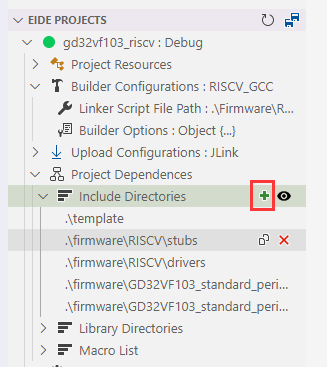 EIDE PROJECTS
gd32vf103_riscv : Debug
Project Resources
Builder Configurations : RISCV_GCC
Linker Script File Path : .\Firmware\R...
Builder Options : Object {...}
Upload Configurations : JLink
Project Dependences
Include Directories
.\template
.\firmware\RISCV\stubs
.\firmware\RISCV\drivers
.\firmware\GD32VF103_standard_peri...
.\firmware\GD32VF103_standard_peri...
Library Directories
Macro List